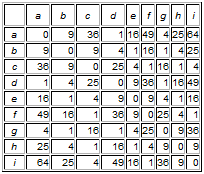 a b c d e f g h i
a 0 9 36 1 16 49 4 25 64
b 9 0 9 4 1 16 1 4 25
c 36 9 0 25 4 1 16 1 4
d 1 4 25 0 9 36 1 16 49
e 16 1 4 9 0 9 4 1 16
f 49 16 1 36 9 0 25 4 1
g 4 1 16 1 4 25 0 9 36
h 25 4 1 16 1 4 9 0 9
i 64 25 4 49 16 1 36 9 0